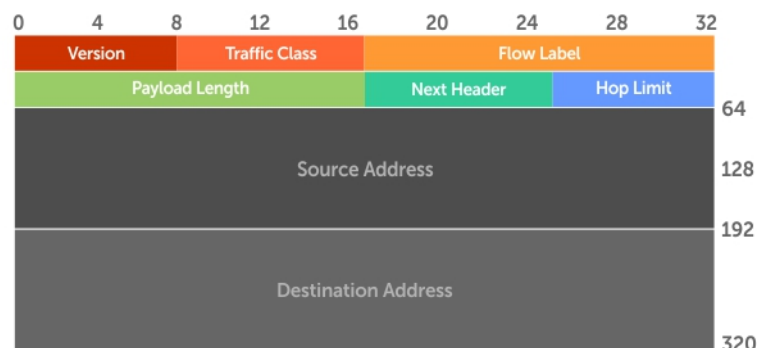 0 4 8 12 16 20 24 28 32
Version Traffic Class Flow Label
Payload Length Next Header Hop Limit
64
Source Address 128
192
Destination Address
320